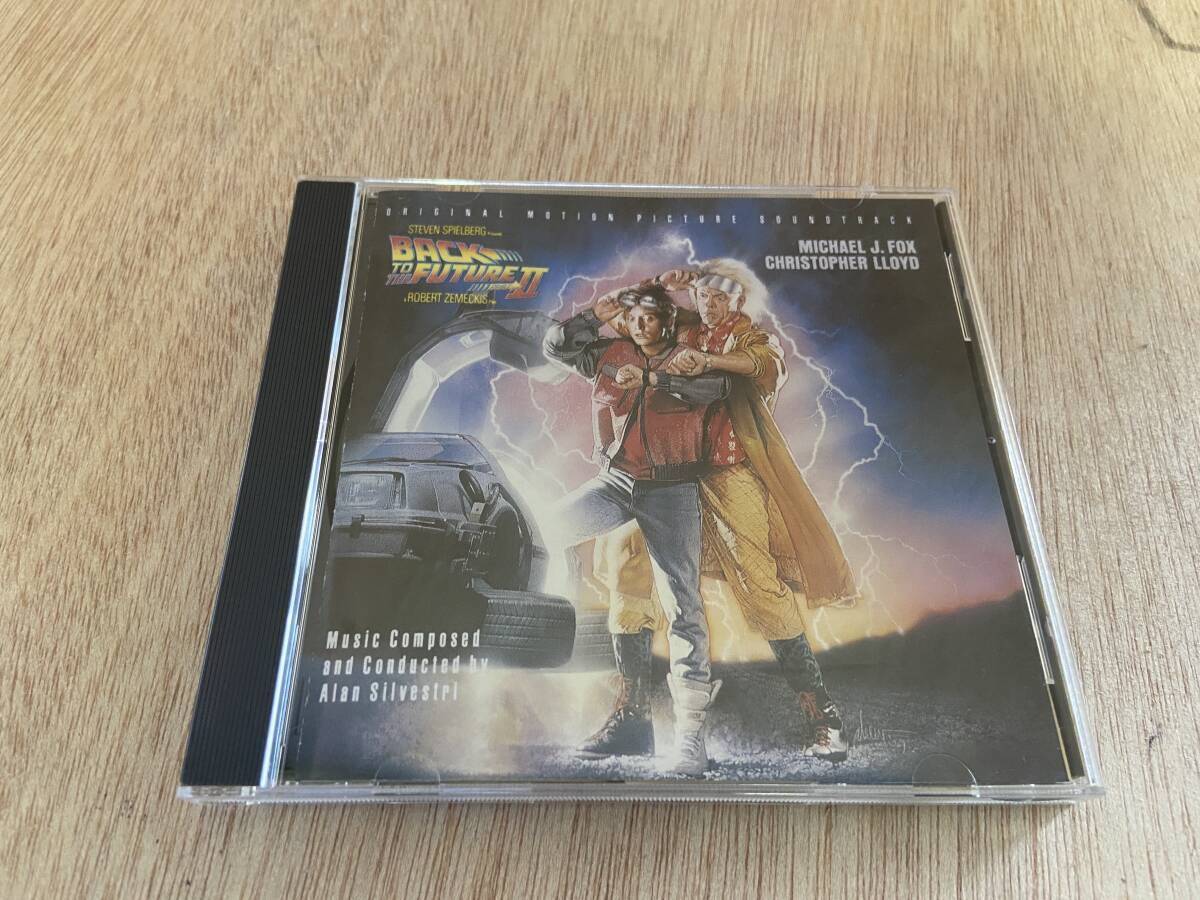 ORIGINAL MOTION PICTURE SOUNDTRACK
STEVEN SPIELBERG
BACK
TO
THE FUTURE II
A ROBERT ZEMECKIS
MICHAEL J. FOX
CHRISTOPHER LLOYD
Music Composed
and Conducted by
Alan Silvestri